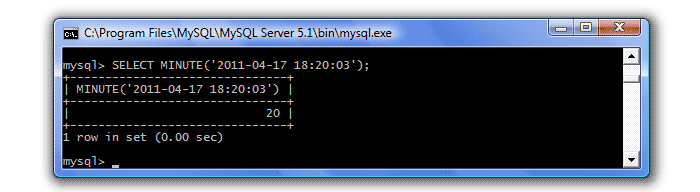 C:\Program Files\MySQL\MySQL Server 5.1\bin\mysql.exe
mysql> SELECT MINUTE('2011-04-17 18:20:03');
+-------------------------------+
| MINUTE('2011-04-17 18:20:03') |
+-------------------------------+
|                            20 |
+-------------------------------+
1 row in set (0.00 sec)
mysql> _